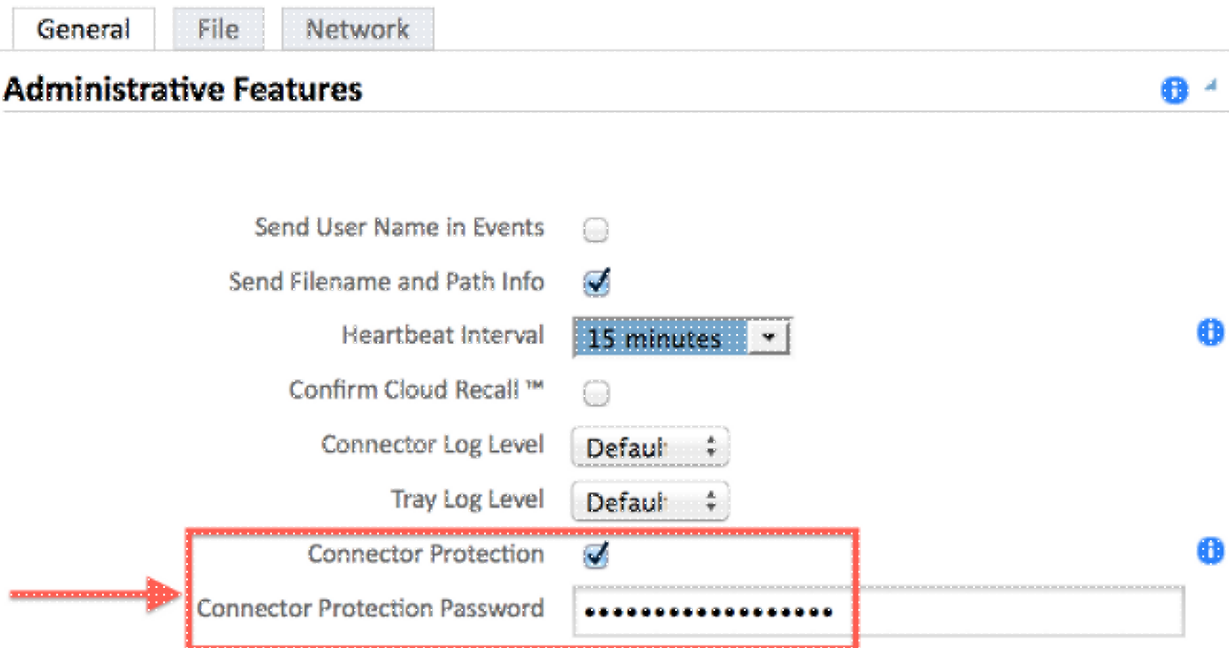 General File Network
Administrative Features
Send User Name in Events
Send Filename and Path Info
Heartbeat Interval 15 minutes
Confirm Cloud Recall ™
Connector Log Level Defaul
Tray Log Level Defaul
Connector Protection
Connector Protection Password ••••••••••••••••••